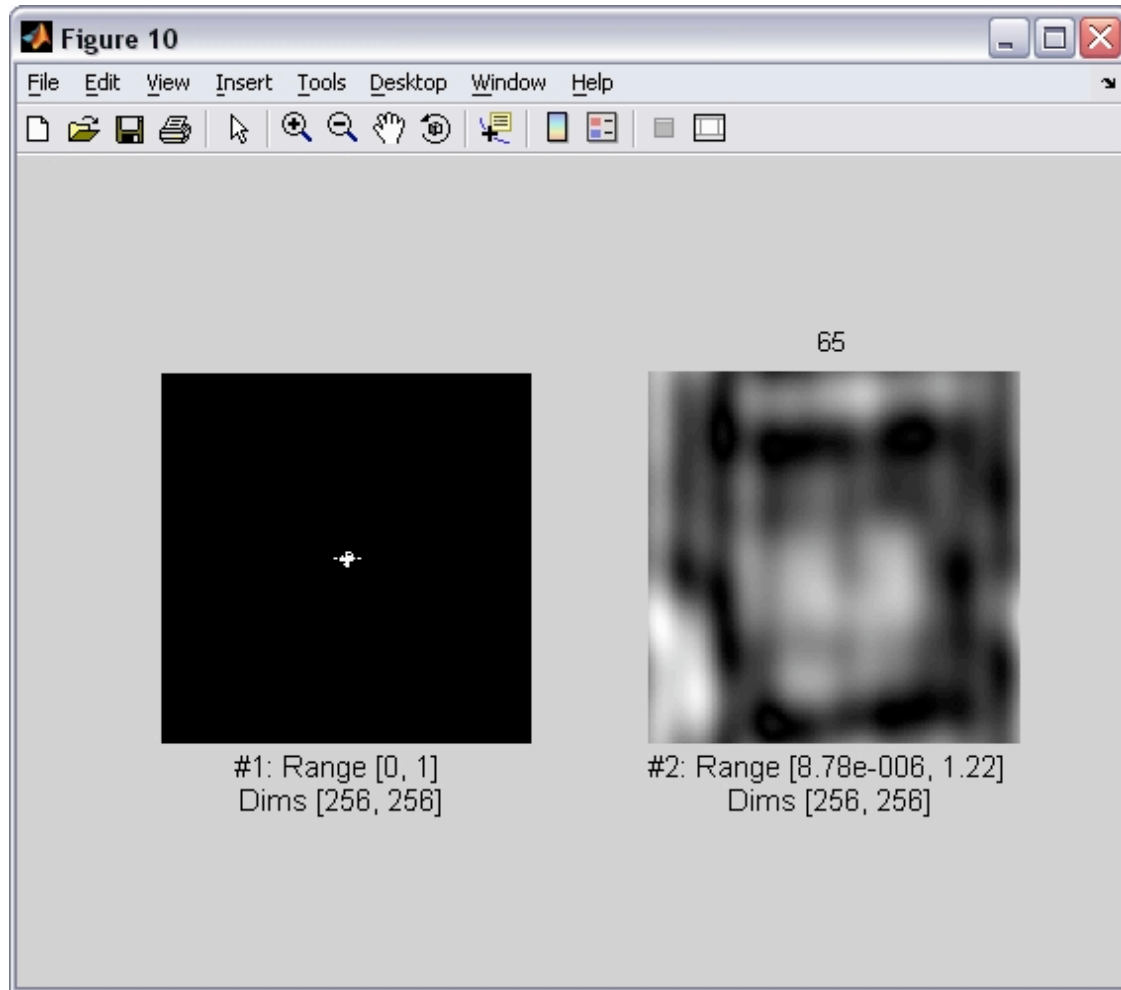 Figure 10
File Edit View Insert Tools Desktop Window Help
65
#1: Range [0, 1]
Dims [256, 256]
#2: Range [8.78e-006, 1.22]
Dims [256, 256]